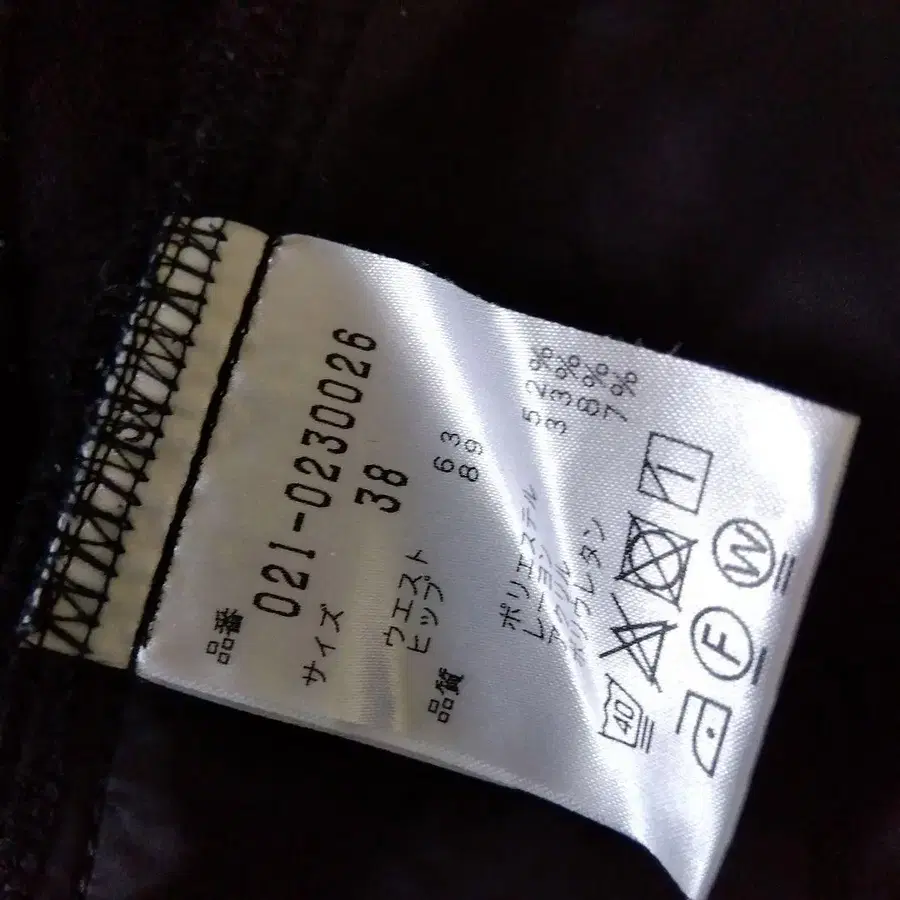 品番
021-0230026
サイズ
38
ウエスト 63
ヒップ 89
品質
ポリエステル 52%
レーヨン 33%
アクリル 8%
ポリウレタン 7%
40
F W